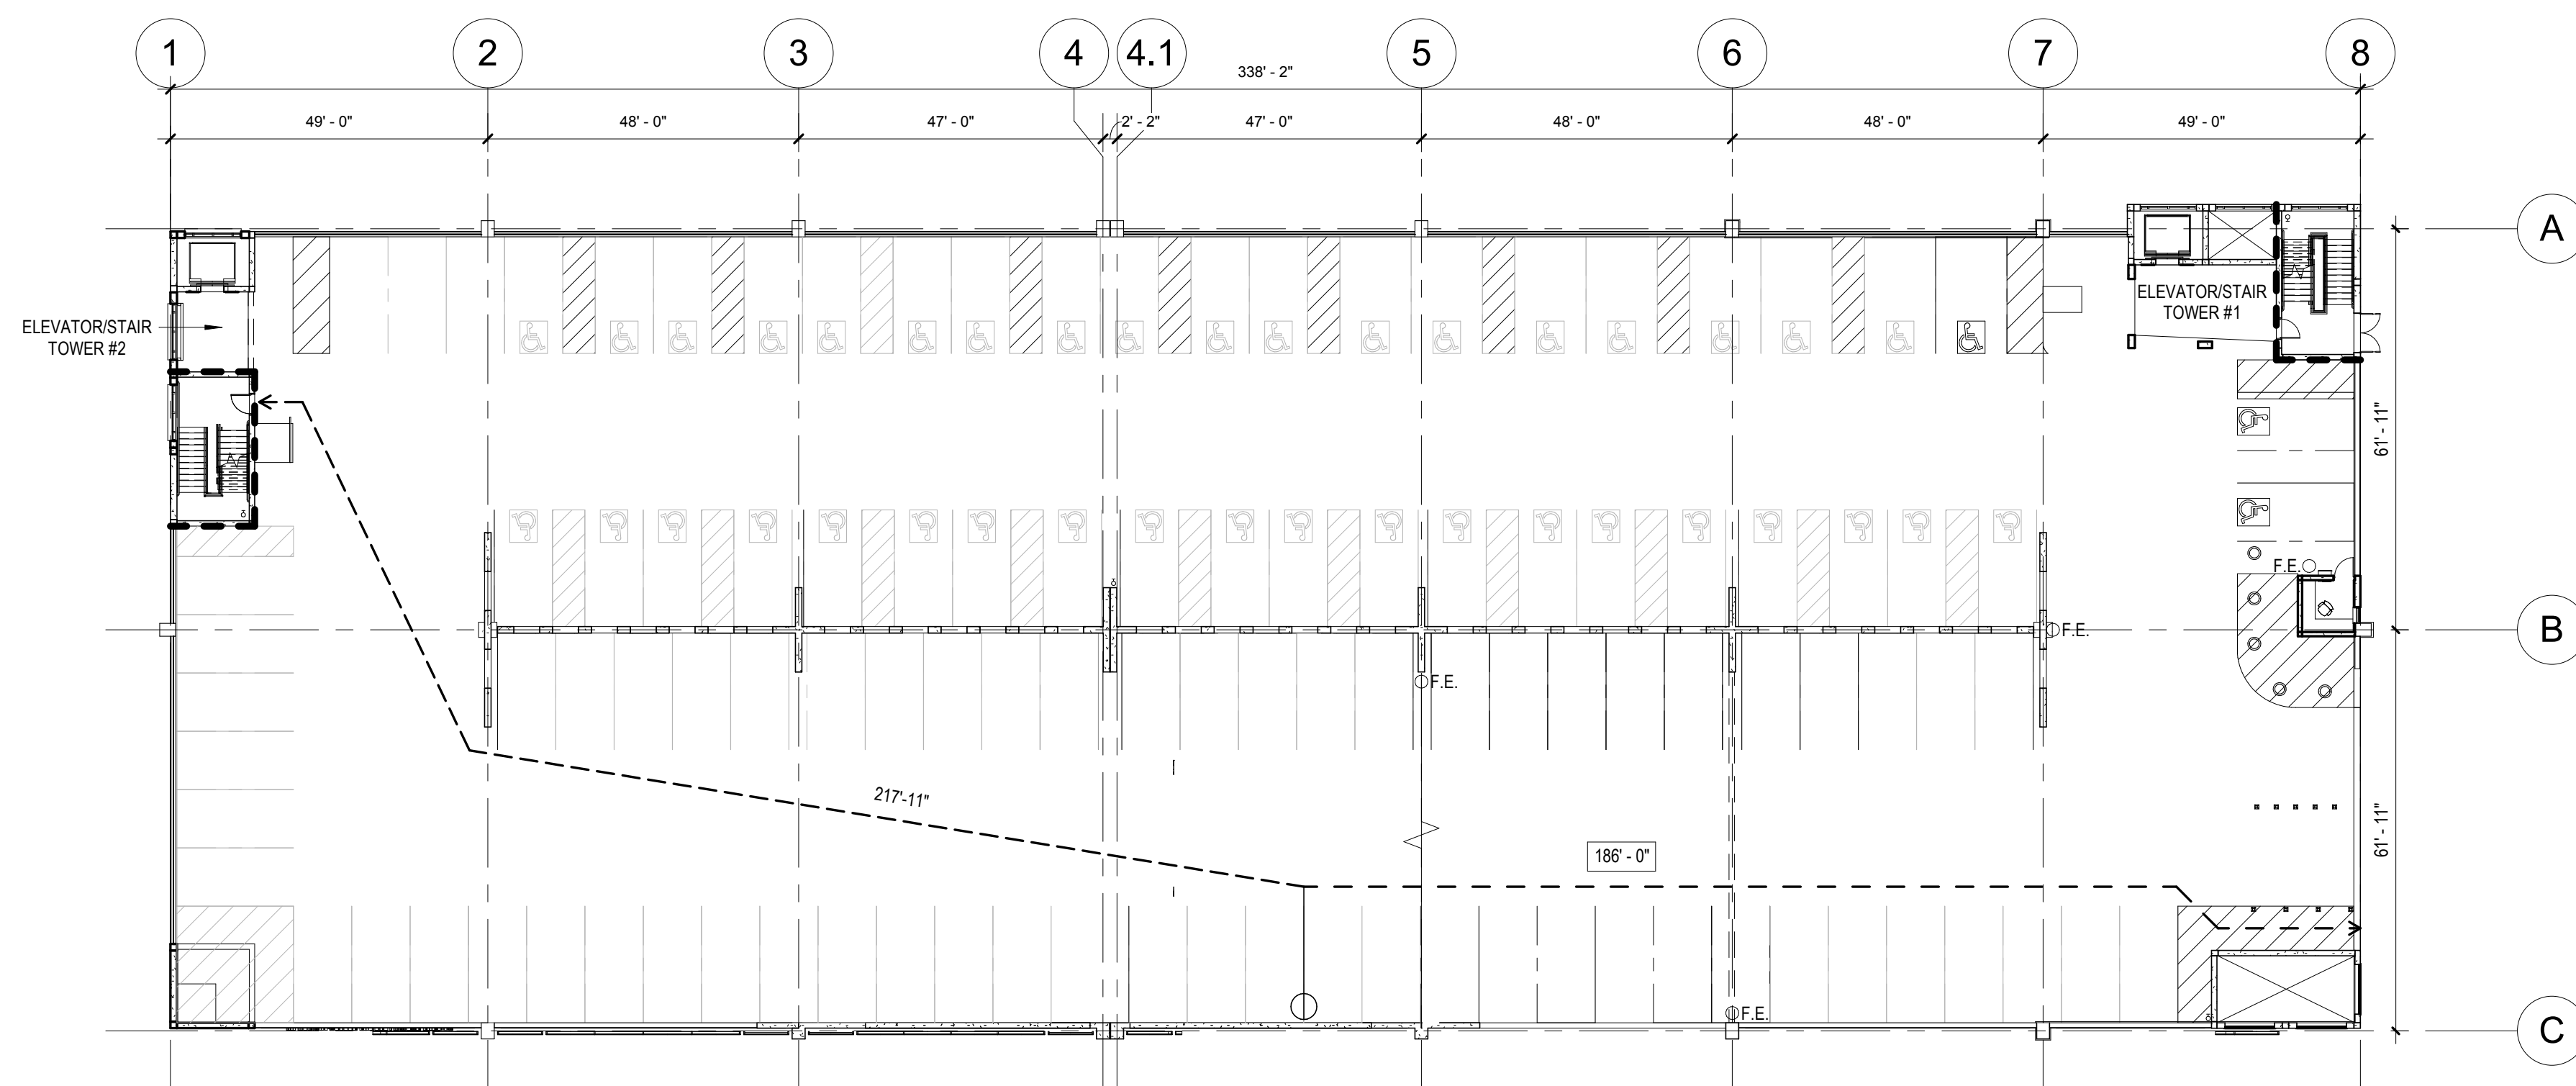 1 2 3 4 4.1 5 6 7 8
338' - 2"
49' - 0" 48' - 0" 47' - 0" 2' - 2" 47' - 0" 48' - 0" 48' - 0" 49' - 0"
A
ELEVATOR/STAIR
TOWER #2
ELEVATOR/STAIR
TOWER #1
61' - 11"
F.E.
B
F.E.
F.E.
217'-11"
61' - 11"
186' - 0"
F.E.
C